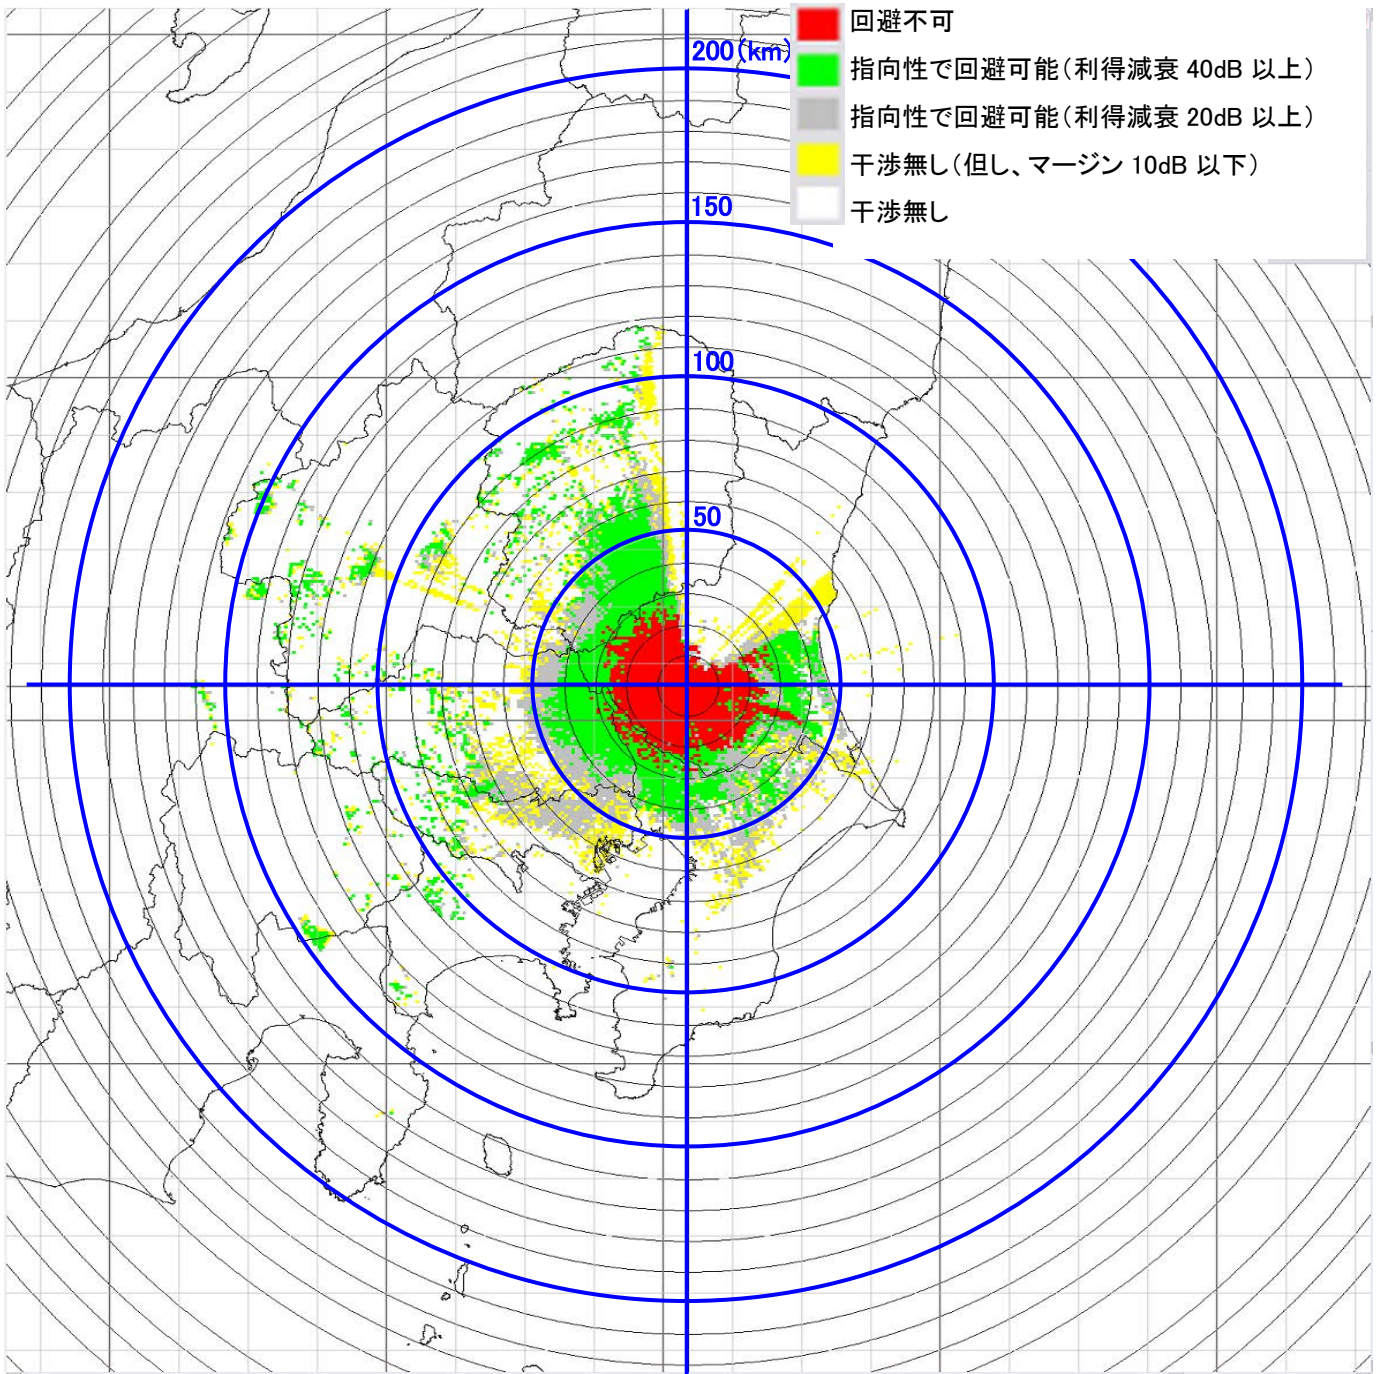 回避不可
200(km)
指向性で回避可能(利得減衰 40dB 以上)
指向性で回避可能(利得減衰 20dB 以上)
干渉無し(但し、マージン 10dB 以下)
干渉無し
150
100
50